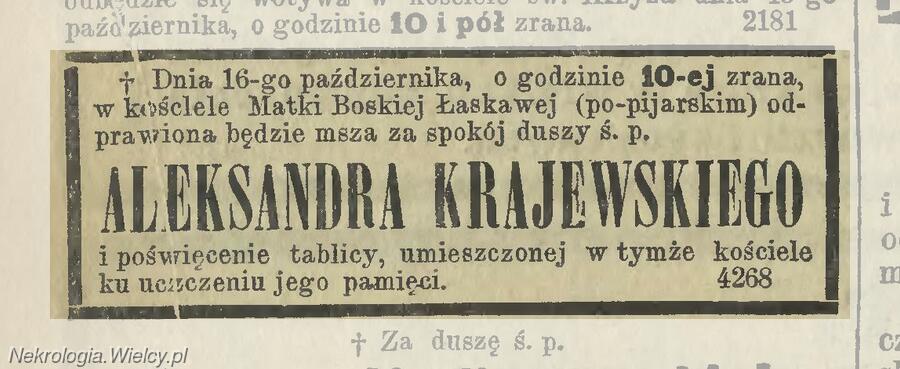 października, o godzinie 10 i pół zrana. 2181
† Dnia 16-go października, o godzinie 10-ej zrana,
w kościele Matki Boskiej Łaskawej (po-pijarskim) od-
prawiona będzie msza za spokój duszy ś. p.
ALEKSANDRA KRAJEWSKIEGO
i poświęcenie tablicy, umieszczonej w tymże kościele
ku uczczeniu jego pamięci. 4268
† Za duszę ś. p.
Nekrologia.Wielcy.pl